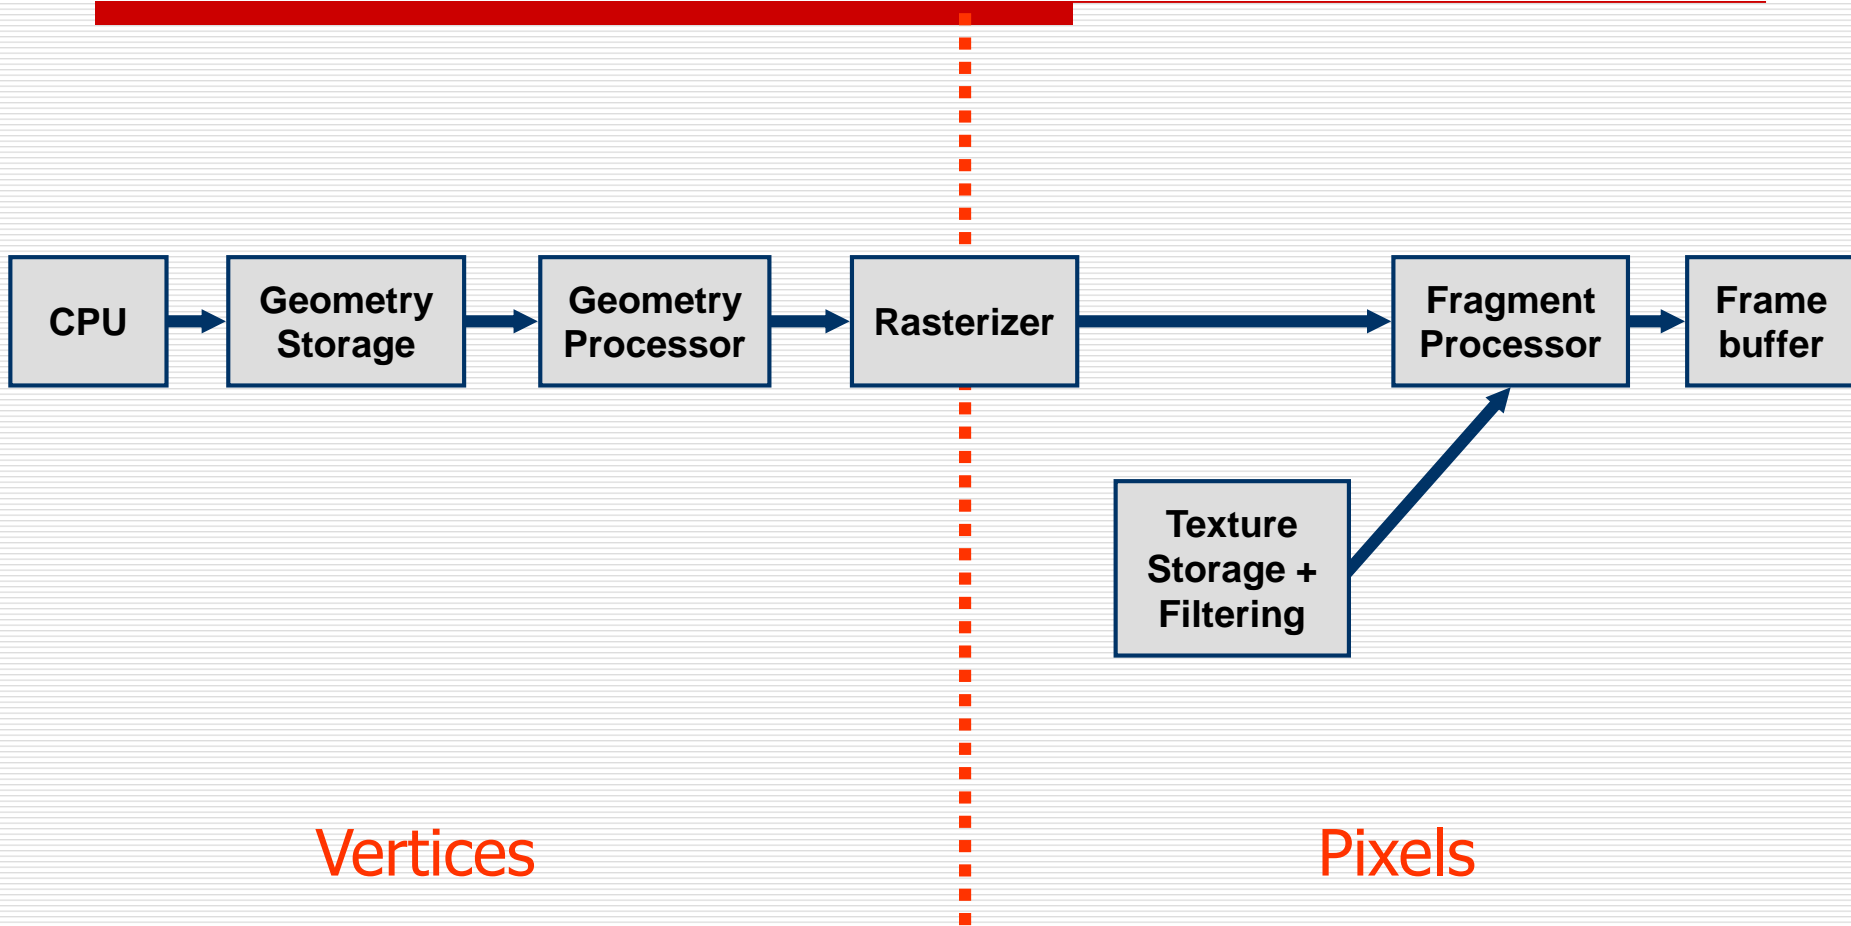 CPU
Geometry
Storage
Geometry
Processor
Rasterizer
Fragment
Processor
Frame
buffer
Texture
Storage +
Filtering
Vertices
Pixels